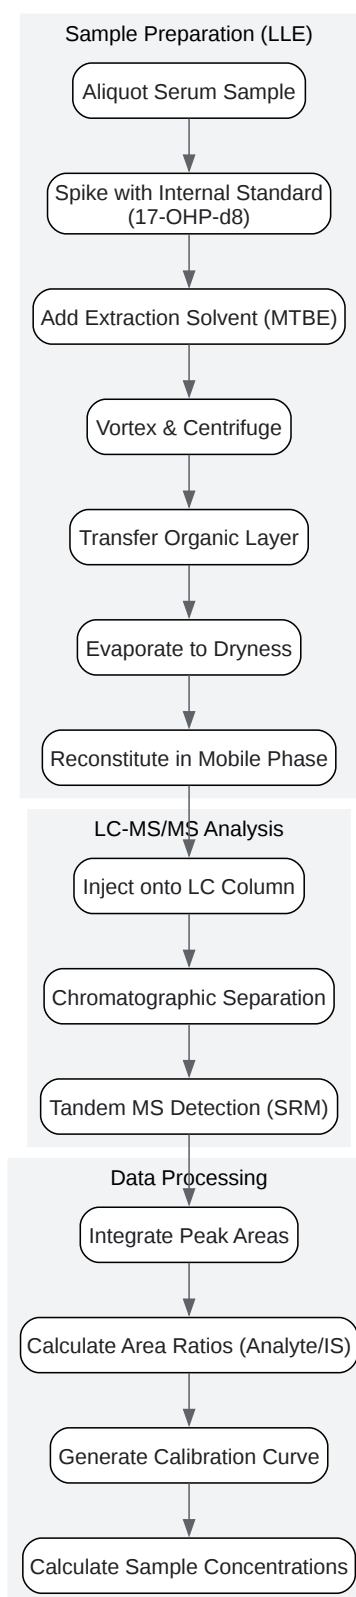 Sample Preparation (LLE)
Aliquot Serum Sample
Spike with Internal Standard
(17-OHP-d8)
Add Extraction Solvent (MTBE)
Vortex & Centrifuge
Transfer Organic Layer
Evaporate to Dryness
Reconstitute in Mobile Phase
LC-MS/MS Analysis
Inject onto LC Column
Chromatographic Separation
Tandem MS Detection (SRM)
Data Processing
Integrate Peak Areas
Calculate Area Ratios (Analyte/IS)
Generate Calibration Curve
Calculate Sample Concentrations